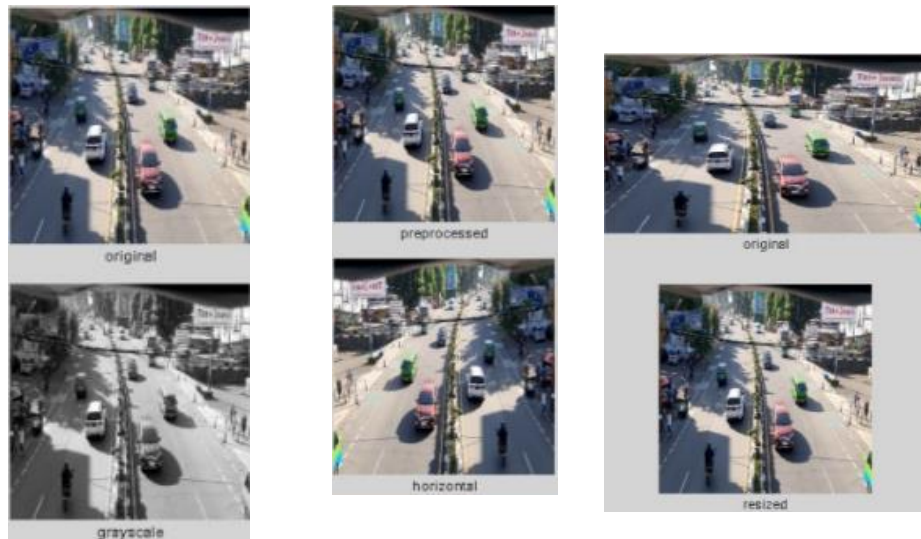 original
grayscale
preprocessed
horizontal
original
resized